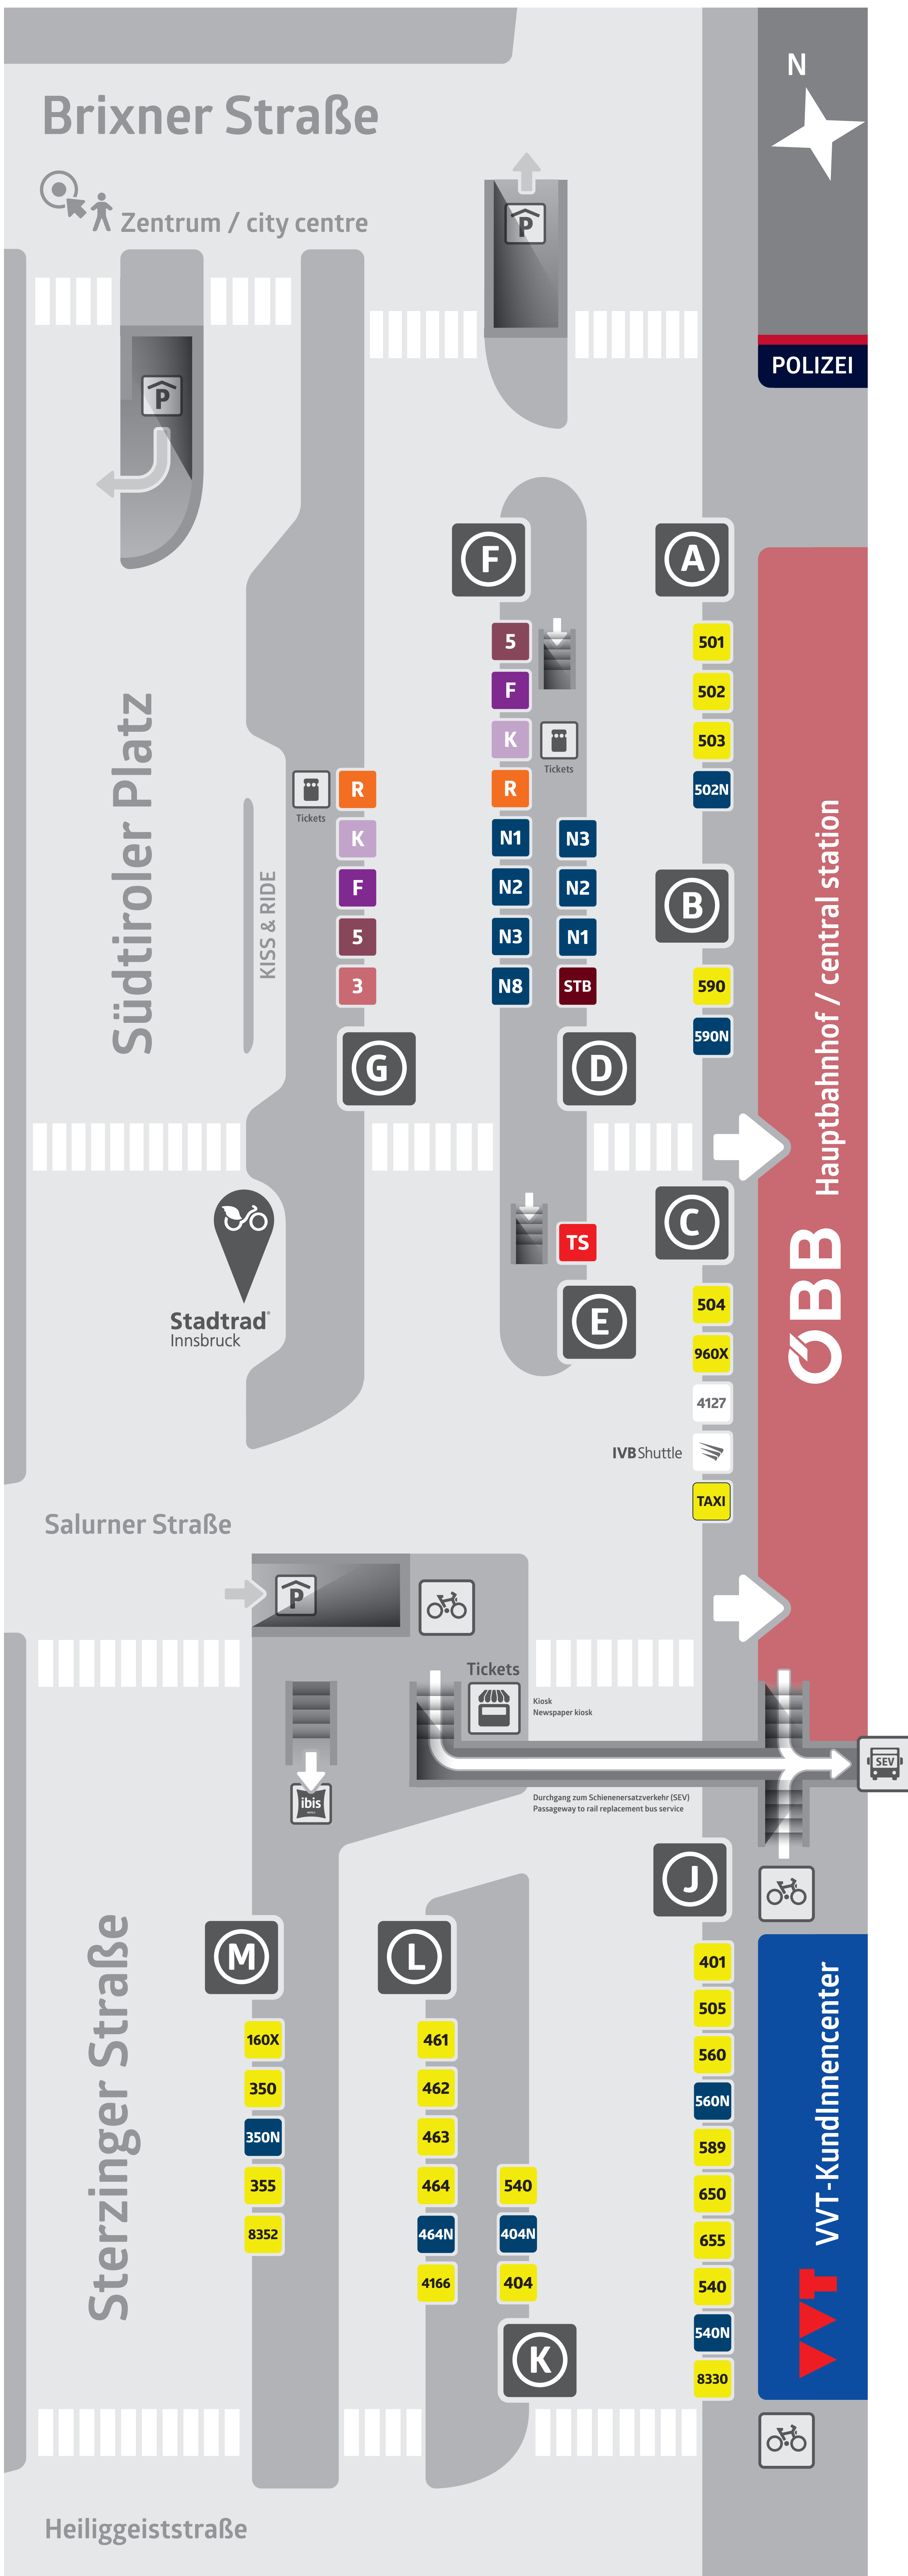 N
Brixner Straße
Zentrum / city centre
P
P
POLIZEI
F
A
5
501
F
502
K
Tickets
503
R
Tickets
R
502N
K
N1
N3
F
N2
N2
B
5
N3
N1
3
N8
STB
590
590N
KISS & RIDE
Südtiroler Platz
G
D
Hauptbahnhof / central station
ÖBB
C
TS
E
Stadtrad
Innsbruck
504
960X
4127
IVB Shuttle
TAXI
Salurner Straße
P
Tickets
Kiosk
Newspaper kiosk
SEV
ibis
Durchgang zum Schienenersatzverkehr (SEV)
Passageway to rail replacement bus service
J
M
L
401
505
160X
461
560
350
462
560N
350N
463
589
355
464
540
650
8352
464N
404N
655
4166
404
540
540N
K
8330
Sterzinger Straße
VVT-KundInnencenter
VVT
Heiliggeiststraße